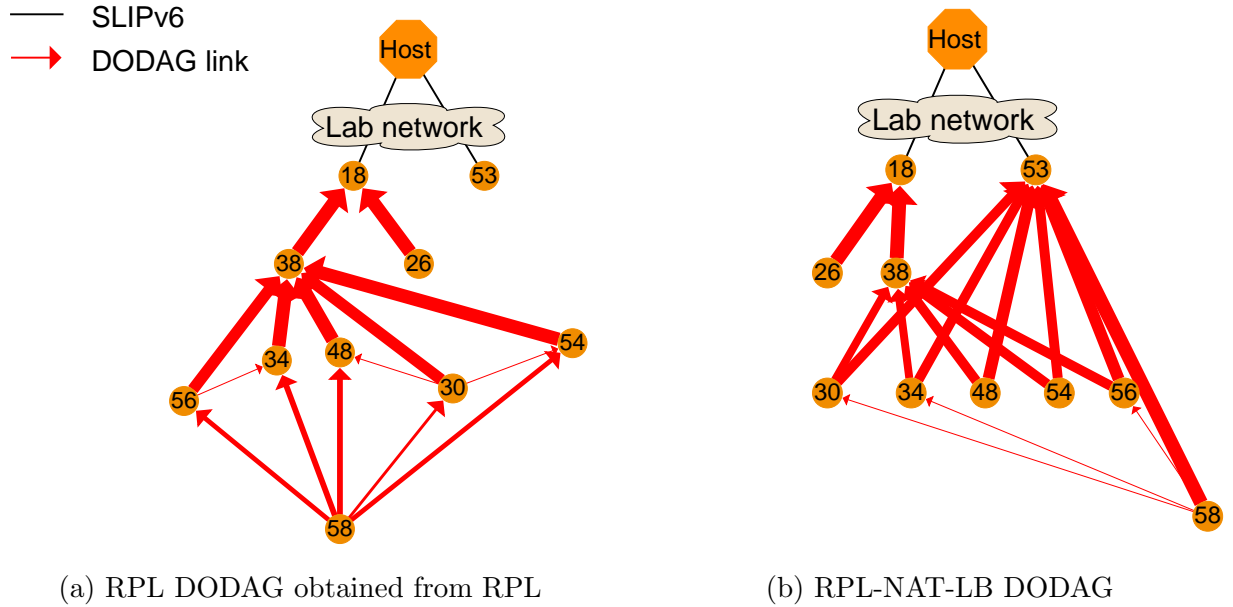 SLIPv6
DODAG link
Host
Lab network
18
53
38
26
34
48
54
56
30
58
Host
Lab network
18
53
26
38
30
34
48
54
56
58
(a) RPL DODAG obtained from RPL
(b) RPL-NAT-LB DODAG